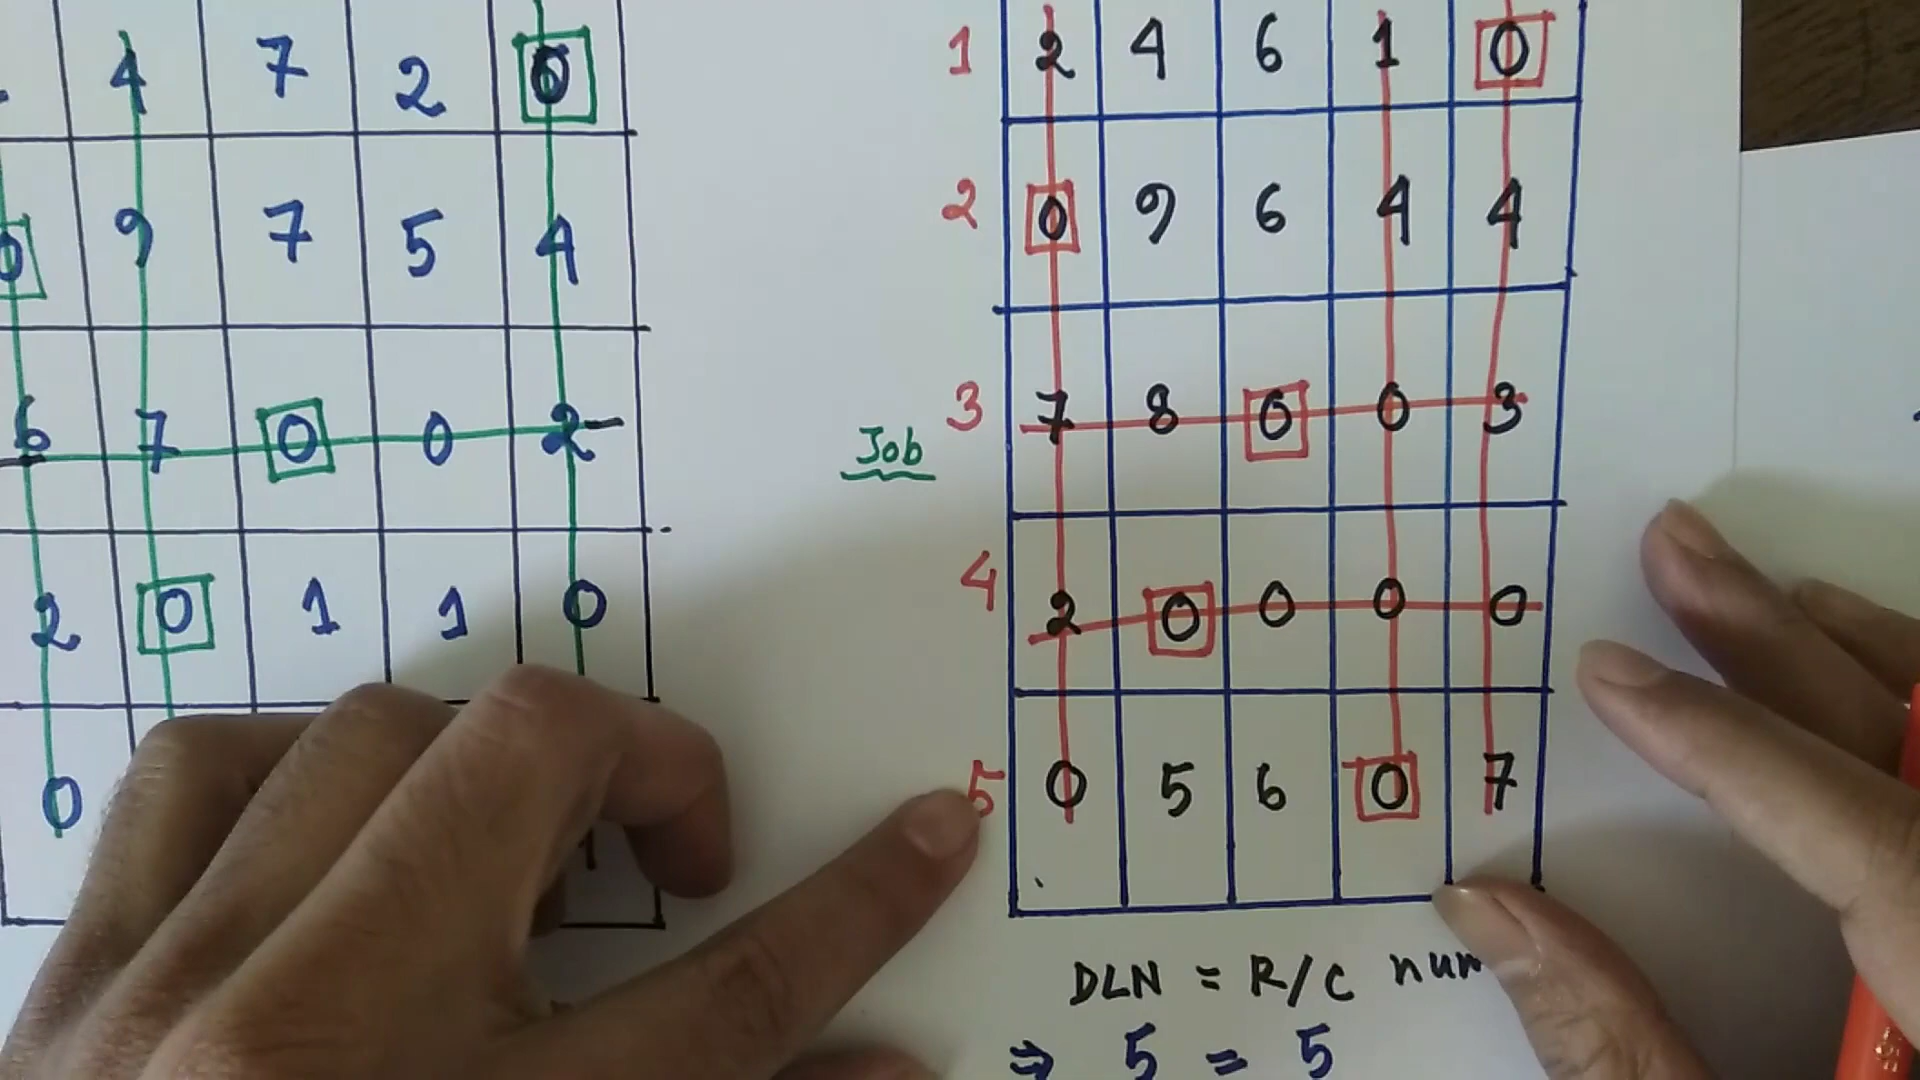 4 7 2 0
0 9 7 5 4
6 7 0 0 2
2 0 1 1 0
0
1 2 4 6 1 0
2 0 9 6 4 4
3 7 8 0 0 3
Job
4 2 0 0 0 0
5 0 5 6 0 7
DLN = R/C num
⇒ 5 = 5